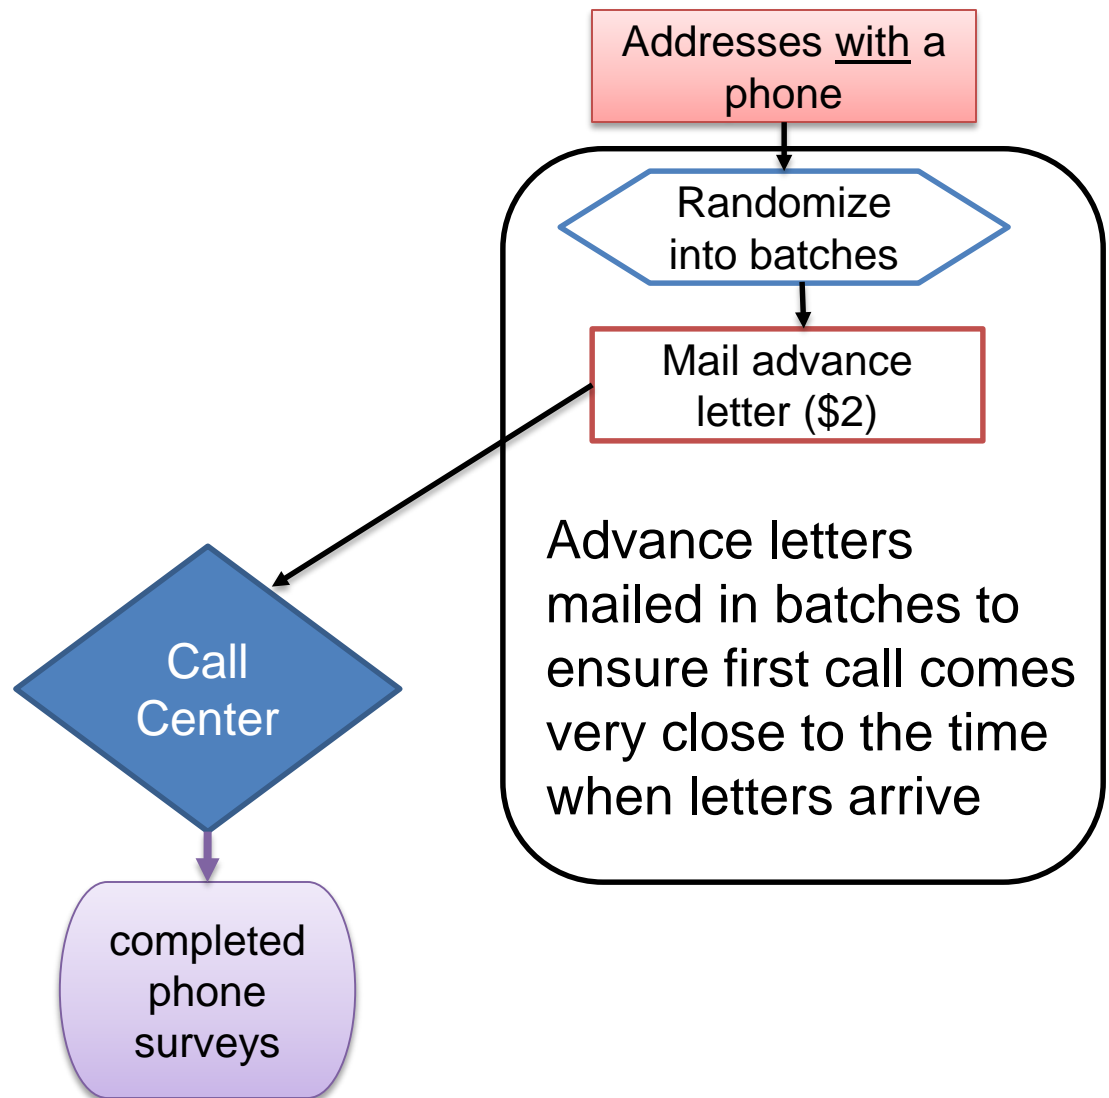 Addresses with a
phone
Randomize
into batches
Mail advance
letter ($2)
Advance letters
mailed in batches to
ensure first call comes
very close to the time
when letters arrive
Call
Center
completed
phone
surveys